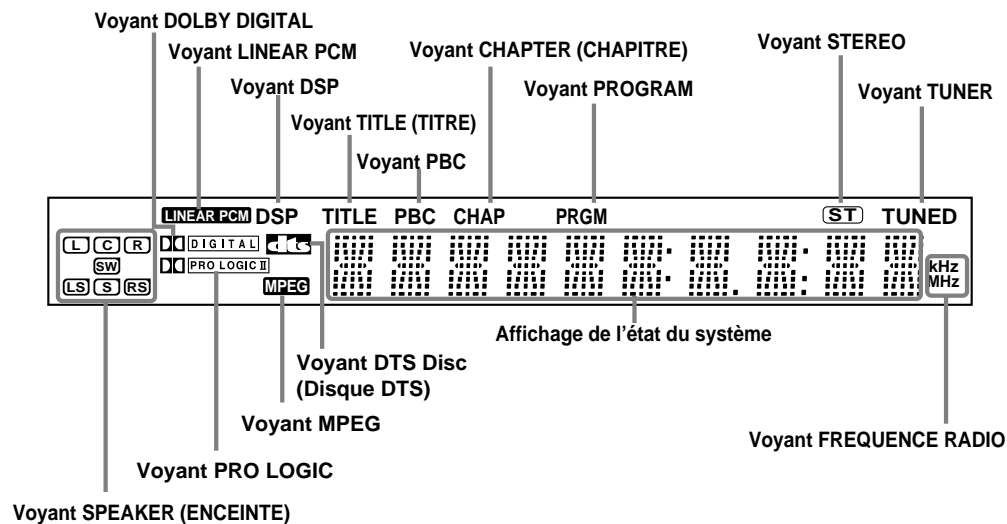 Voyant DOLBY DIGITAL
Voyant LINEAR PCM
Voyant DSP
Voyant TITLE (TITRE)
Voyant PBC
Voyant CHAPTER (CHAPITRE)
Voyant PROGRAM
Voyant STEREO
Voyant TUNER
LINEAR PCM DSP TITLE PBC CHAP PRGM ST TUNED
L C R
SW
LS S RS
DIGITAL dts
PRO LOGIC II
MPEG
kHz
MHz
Affichage de l'état du système
Voyant DTS Disc
(Disque DTS)
Voyant MPEG
Voyant PRO LOGIC
Voyant SPEAKER (ENCEINTE)
Voyant FREQUENCE RADIO